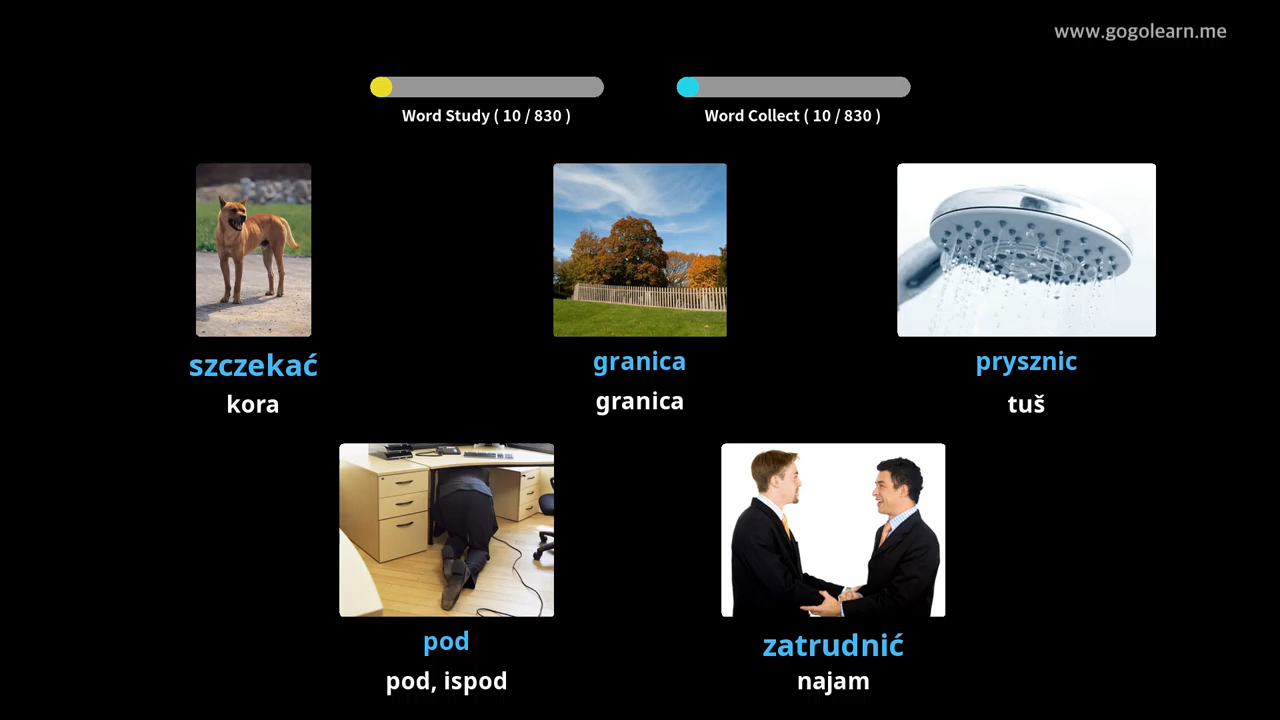 www.gogolearn.me
Word Study ( 10 / 830 )
Word Collect ( 10 / 830 )
szczekać
kora
granica
granica
prysznic
tuš
pod
pod, ispod
zatrudnić
najam